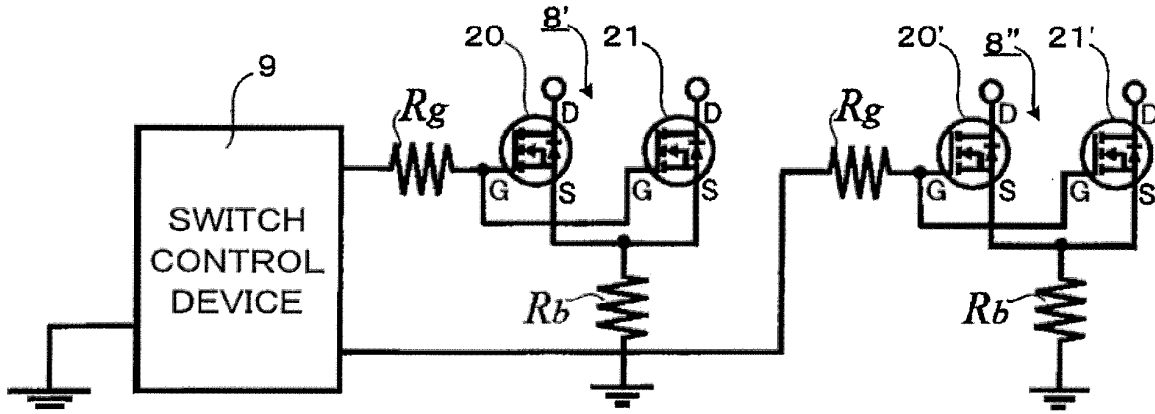 8' 8"
20 21 20' 21'
9
Rg Rg
D D D D
G S G S G S G S
SWITCH
CONTROL
DEVICE
Rb Rb